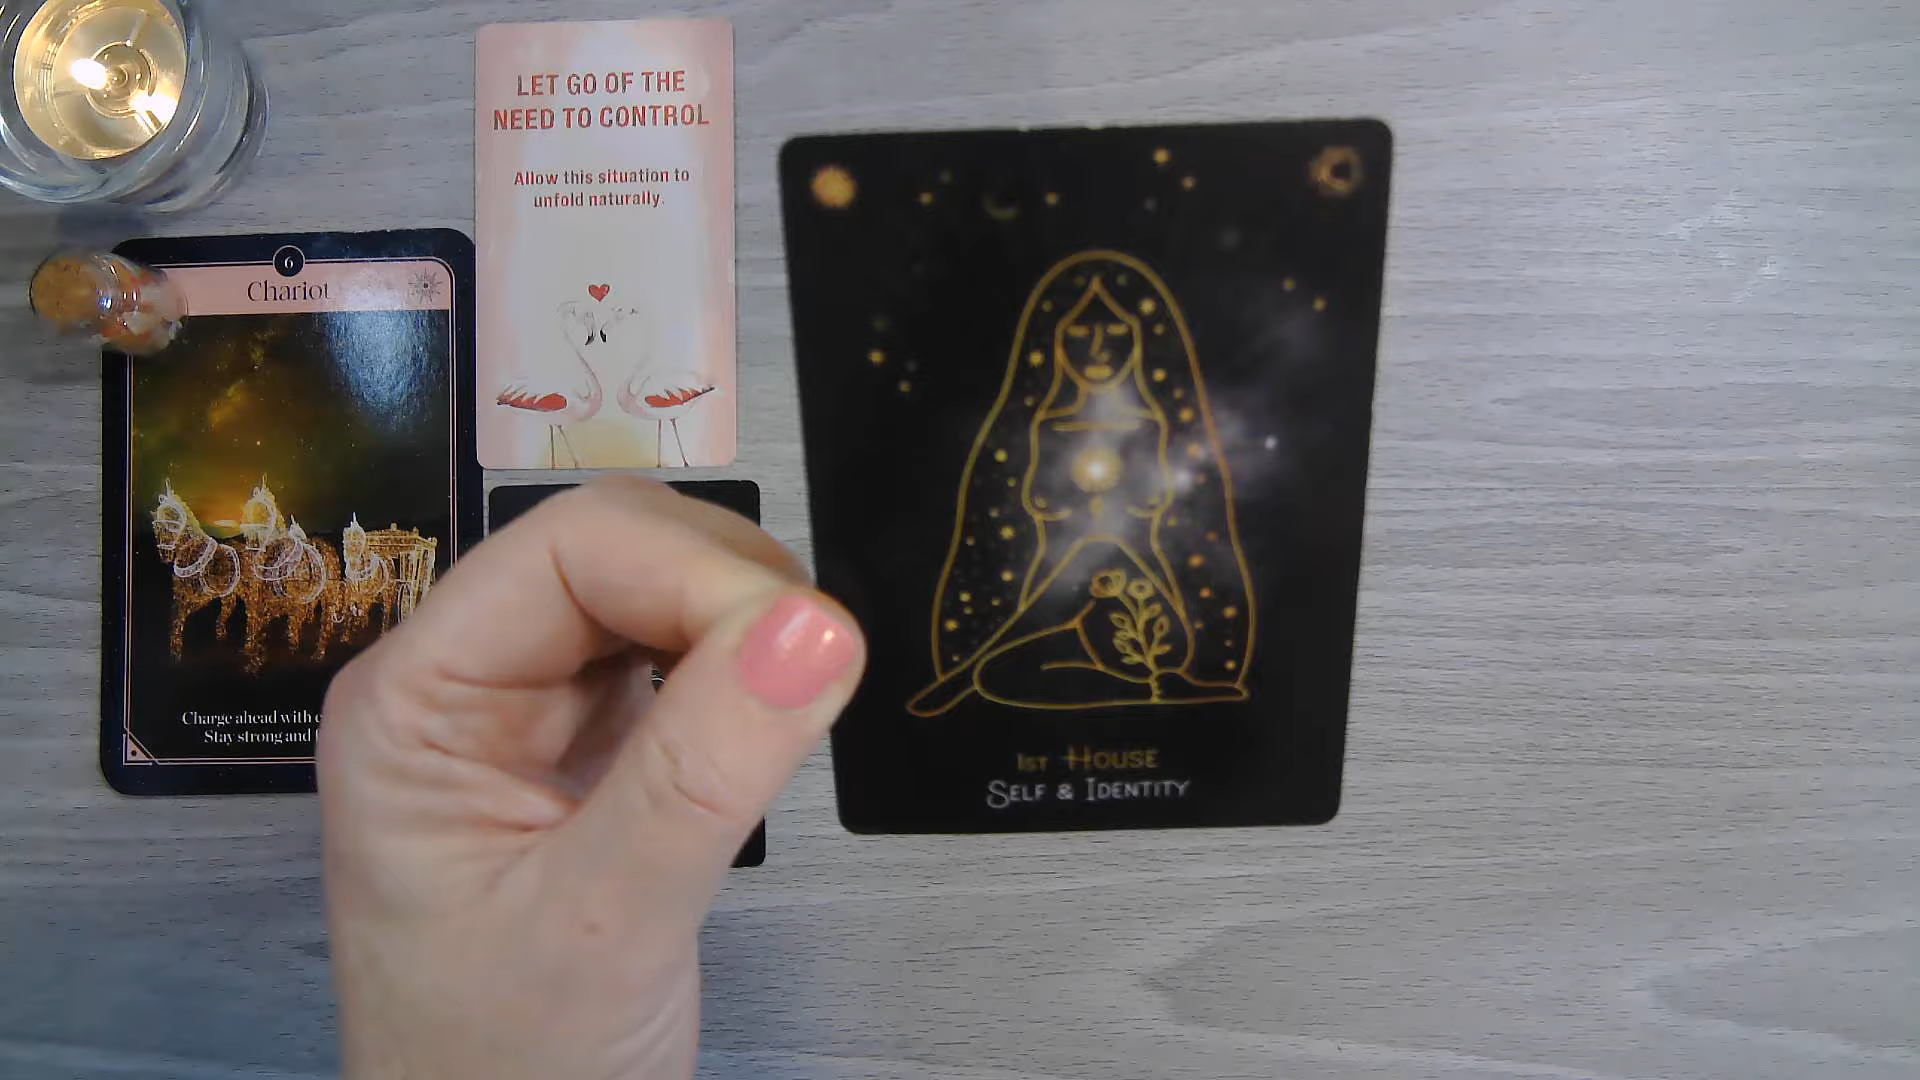 6
Chariot
Charge ahead with
Stay strong and
LET GO OF THE
NEED TO CONTROL
Allow this situation to
unfold naturally.
1st House
Self & Identity